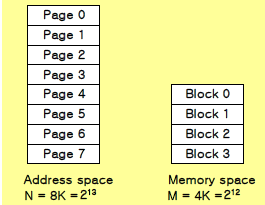 Page 0
Page 1
Page 2
Page 3
Page 4
Page 5
Page 6
Page 7
Block 0
Block 1
Block 2
Block 3
Address space
N = 8K = 2¹³
Memory space
M = 4K = 2¹²